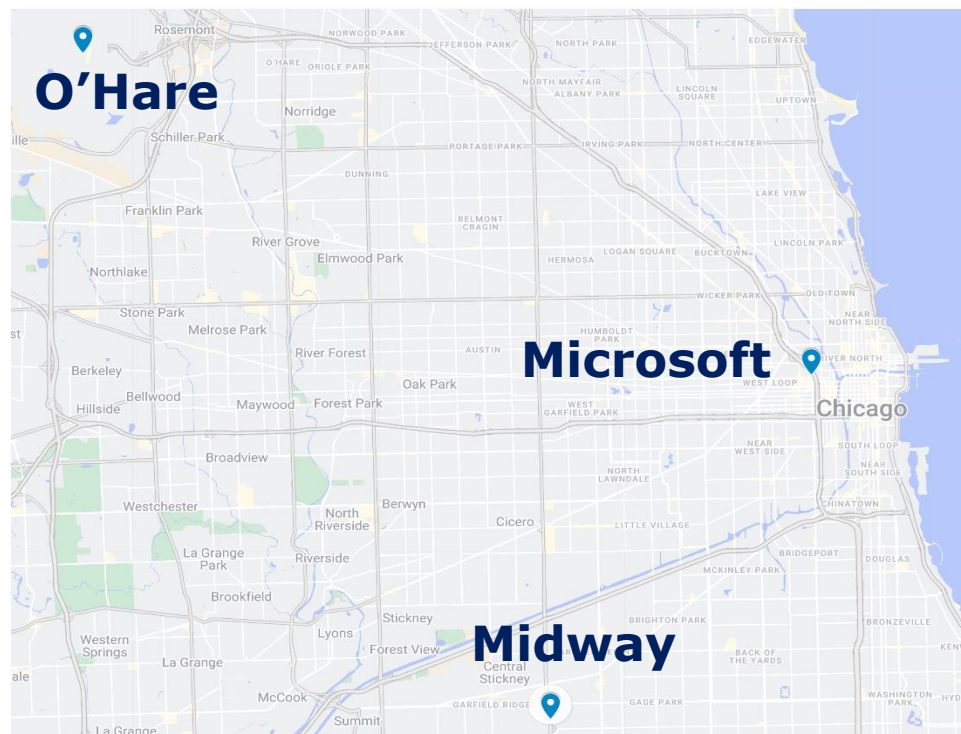 Rosemont
NORWOOD PARK
JEFFERSON PARK
NORTH PARK
EDGEWATER
O'Hare
O'HARE
ORIOLE PARK
NORTH MAYFAIR
ALBANY PARK
LINCOLN
SQUARE
UPTOWN
Norridge
ville
Schiller Park
PORTAGE PARK
IRVING PARK
NORTH CENTER
DUNNING
LAKE VIEW
Franklin Park
BELMONT
CRAGIN
River Grove
Elmwood Park
HERMOSA
LOGAN SQUARE
BUCKTOWN
LINCOLN PARK
Northlake
WICKER PARK
OLD TOWN
Stone Park
NEAR
NORTH SIDE
st
Melrose Park
HUMBOLDT
PARK
River Forest
AUSTIN
Microsoft
RIVER NORTH
Berkeley
Oak Park
WEST LOOP
Bellwood
Hillside
Maywood
Forest Park
WEST
GARFIELD PARK
Chicago
Broadview
NEAR
WEST SIDE
SOUTH LOOP
NORTH
LAWNDALE
NEAR
SOUTH SIDE
Westchester
North
Riverside
Berwyn
Cicero
LITTLE VILLAGE
CHINATOWN
La Grange
Park
Riverside
BRIDGEPORT
DOUGLAS
MCKINLEY PARK
Brookfield
Stickney
Lyons
BRIGHTON PARK
BRONZEVILLE
Western
Springs
La Grange
Forest View
Midway
Central
Stickney
BACK OF
THE YARDS
KEN
ale
McCook
Summit
GARFIELD RIDGE
GAGE PARK
WASHINGTON
PARK
HYD
La Grange